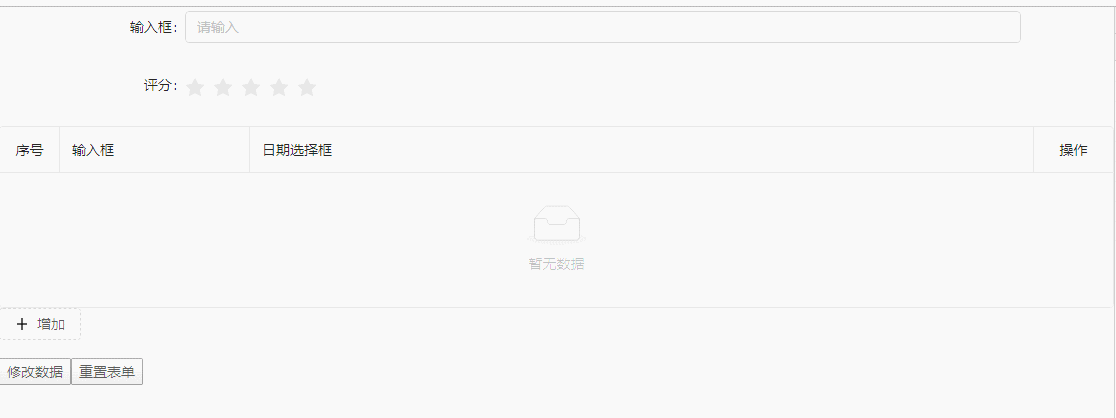 输入框: 请输入
评分:
序号 输入框 日期选择框 操作
暂无数据
+ 增加
修改数据 重置表单